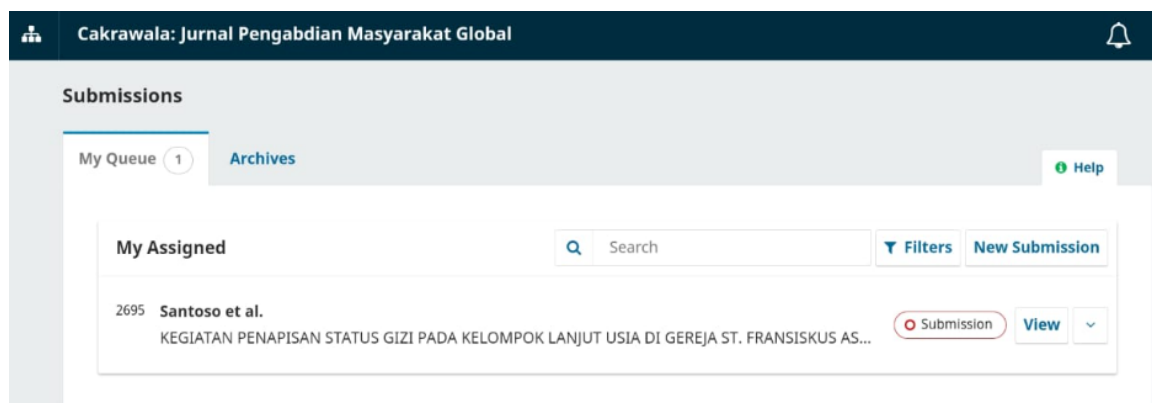 Cakrawala: Jurnal Pengabdian Masyarakat Global
Submissions
My Queue 1 Archives
Help
My Assigned Search Filters New Submission
2695 Santoso et al. Submission View
KEGIATAN PENAPISAN STATUS GIZI PADA KELOMPOK LANJUT USIA DI GEREJA ST. FRANSISKUS AS...